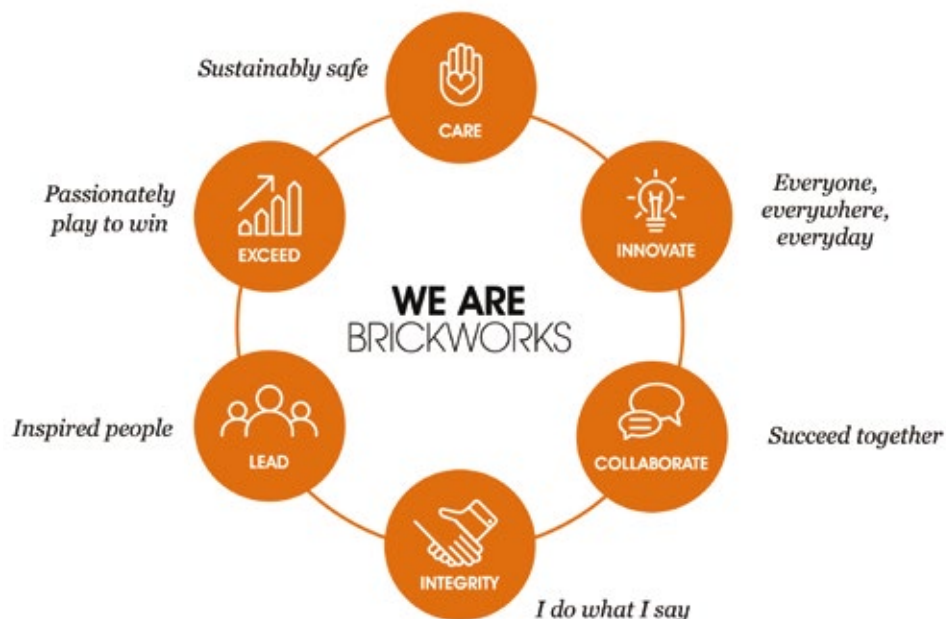 Sustainably safe
CARE
Passionately
play to win
EXCEED
INNOVATE
Everyone,
everywhere,
everyday
WE ARE
BRICKWORKS
Inspired people
LEAD
COLLABORATE
Succeed together
INTEGRITY
I do what I say